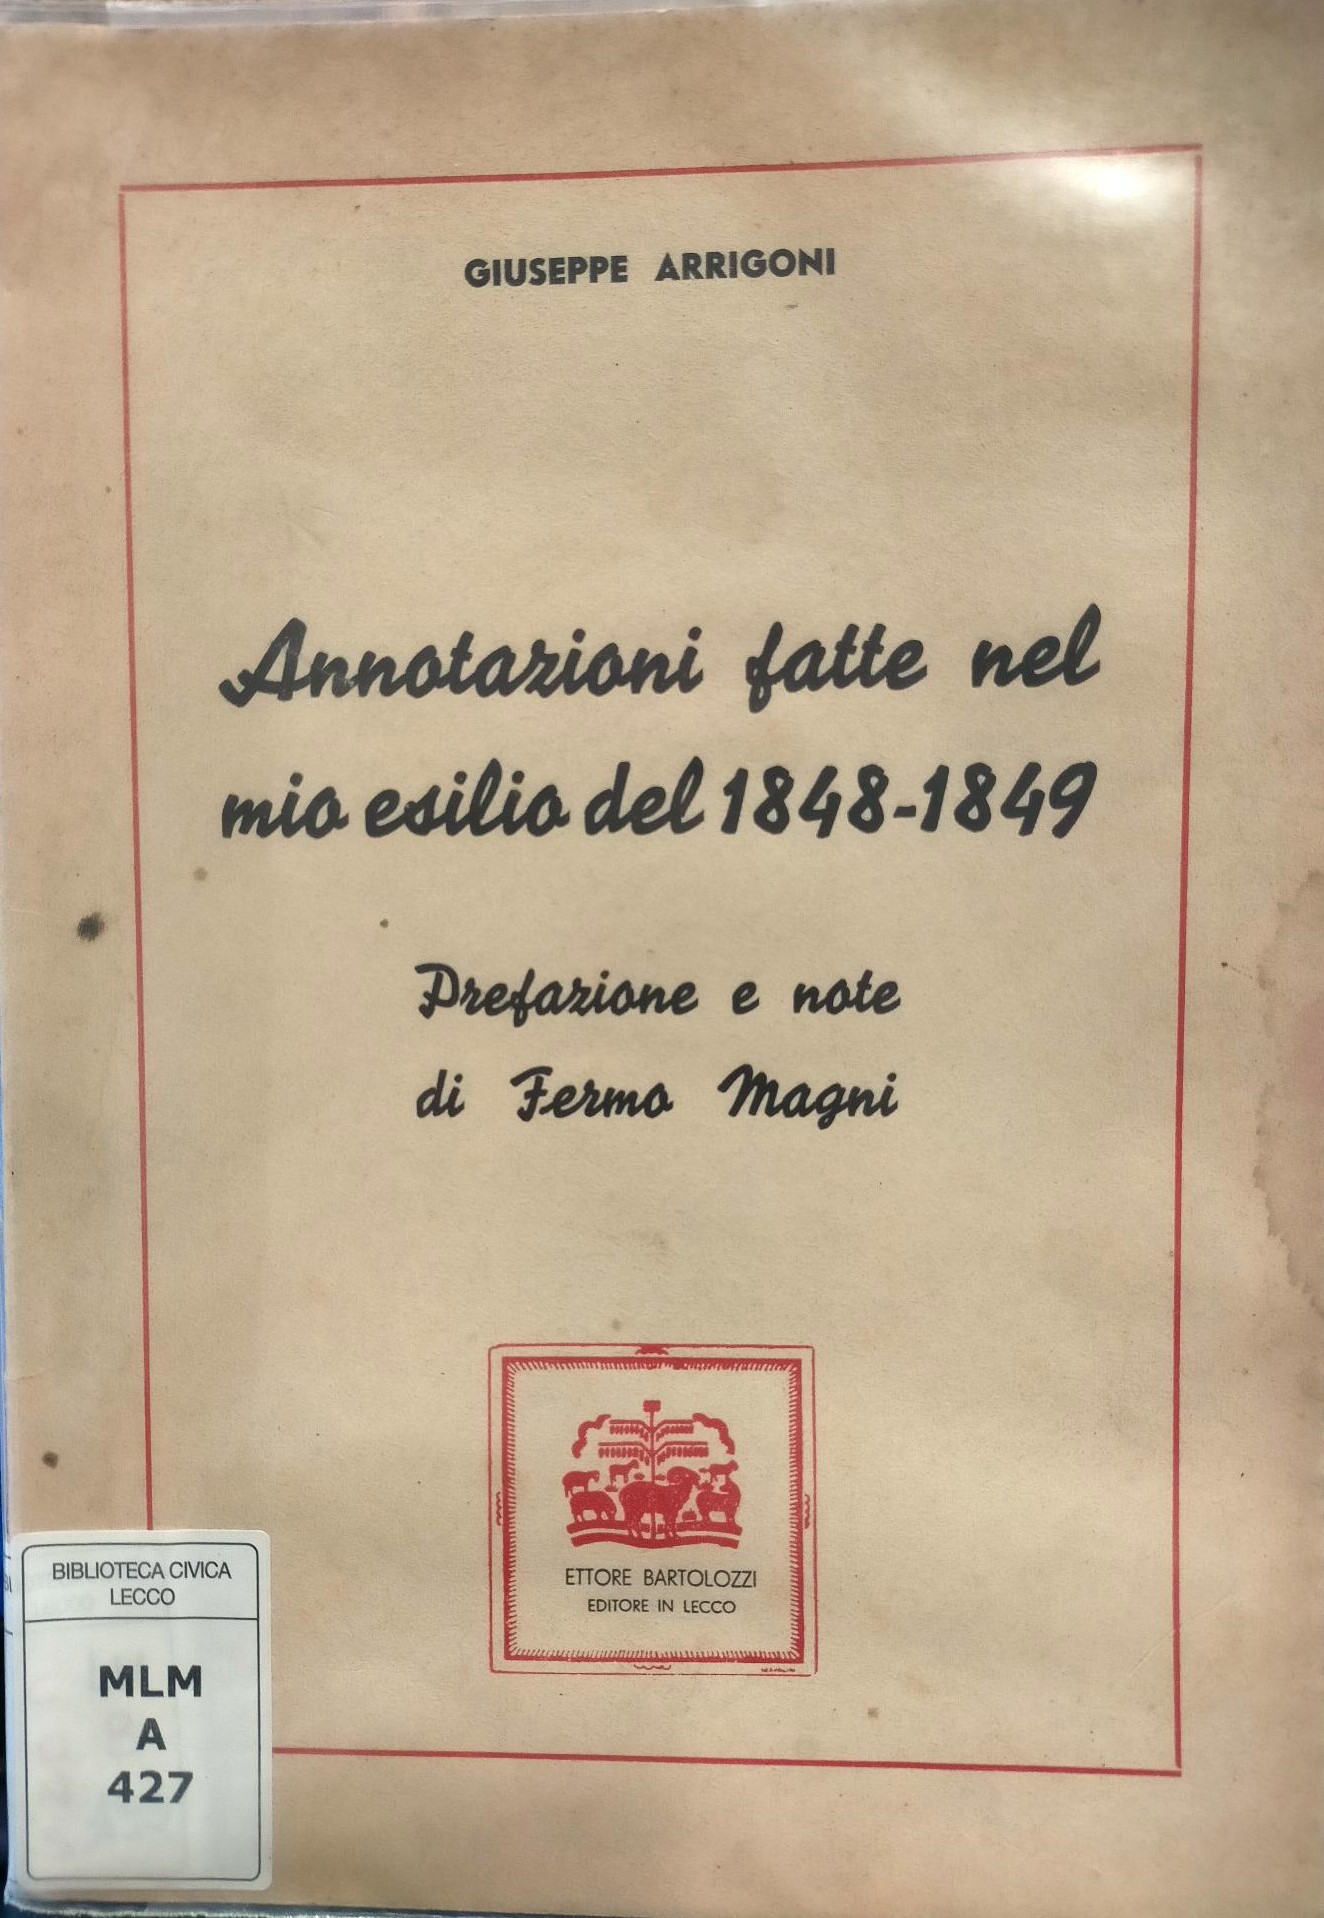 GIUSEPPE ARRIGONI
Annotazioni fatte nel
mio esilio del 1848-1849
Prefazione e note
di Fermo Magni
ETTORE BARTOLOZZI
EDITORE IN LECCO
BIBLIOTECA CIVICA
LECCO
MLM
A
427